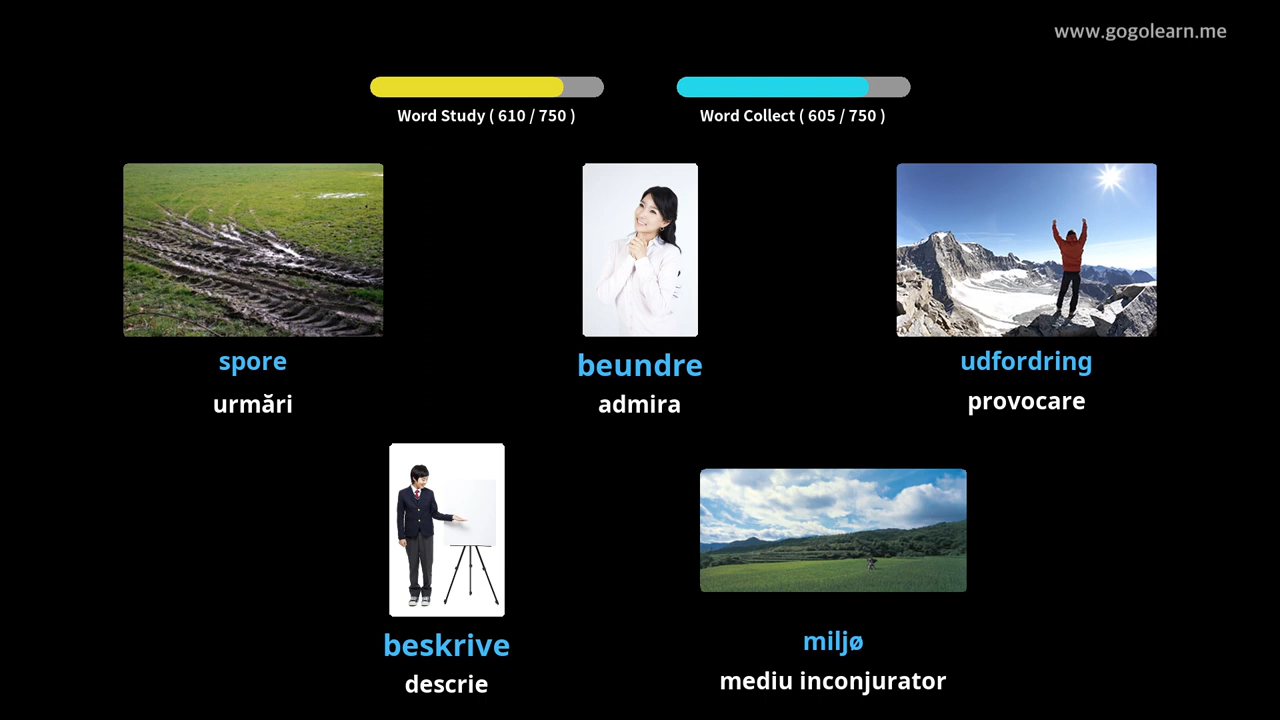 www.gogolearn.me
Word Study ( 610 / 750 )
Word Collect ( 605 / 750 )
spore
urmări
beundre
admira
udfordring
provocare
beskrive
descrie
miljø
mediu inconjurator